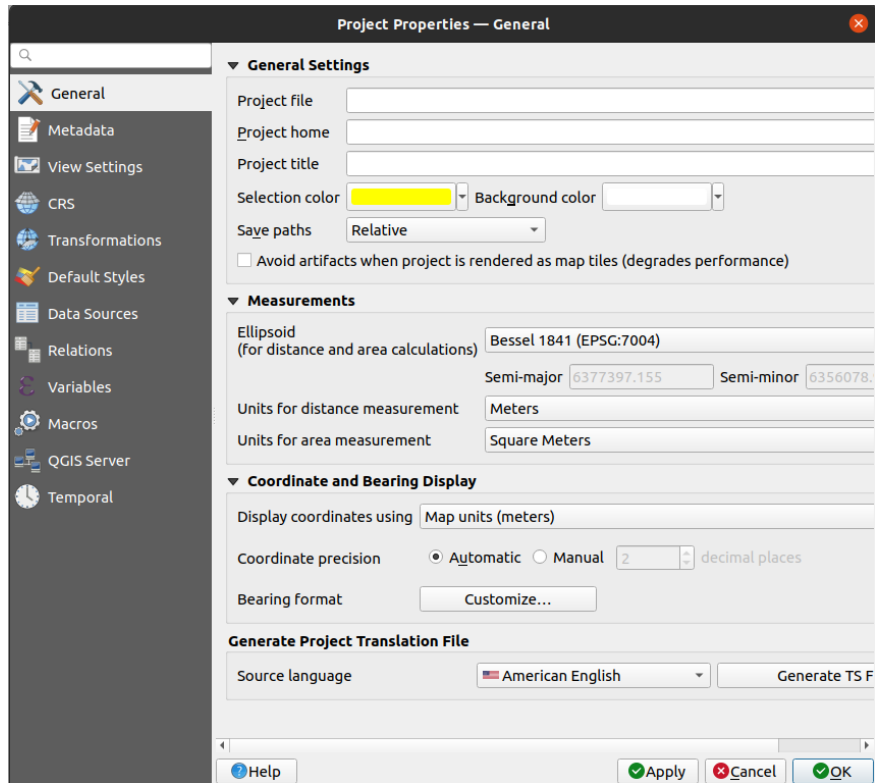 Project Properties — General
General
Metadata
View Settings
CRS
Transformations
Default Styles
Data Sources
Relations
Variables
Macros
QGIS Server
Temporal
General Settings
Project file
Project home
Project title
Selection color Background color
Save paths Relative
Avoid artifacts when project is rendered as map tiles (degrades performance)
Measurements
Ellipsoid
(for distance and area calculations) Bessel 1841 (EPSG:7004)
Semi-major 6377397.155 Semi-minor 6356078.
Units for distance measurement Meters
Units for area measurement Square Meters
Coordinate and Bearing Display
Display coordinates using Map units (meters)
Coordinate precision Automatic Manual 2 decimal places
Bearing format Customize...
Generate Project Translation File
Source language American English Generate TS F
Help Apply Cancel OK